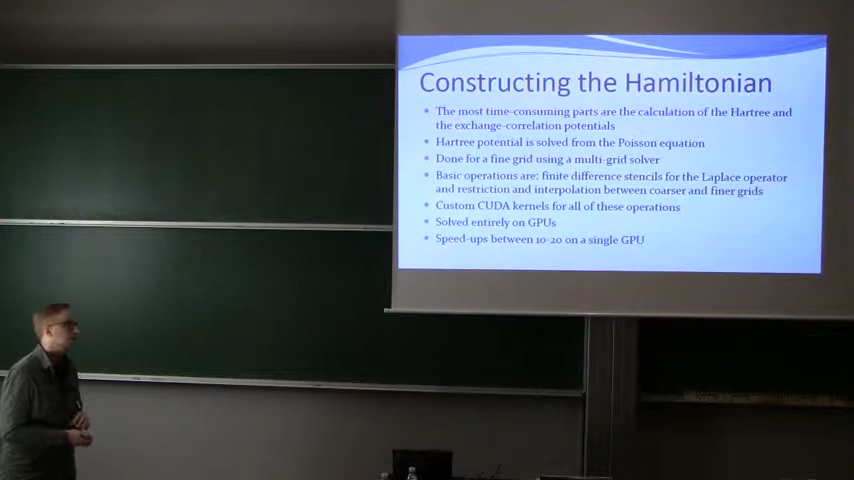 Constructing the Hamiltonian
• The most time-consuming parts are the calculation of the Hartree and
the exchange-correlation potentials
• Hartree potential is solved from the Poisson equation
• Done for a fine grid using a multi-grid solver
• Basic operations are: finite difference stencils for the Laplace operator
and restriction and interpolation between coarser and finer grids
• Custom CUDA kernels for all of these operations
• Solved entirely on GPUs
• Speed-ups between 10-20 on a single GPU